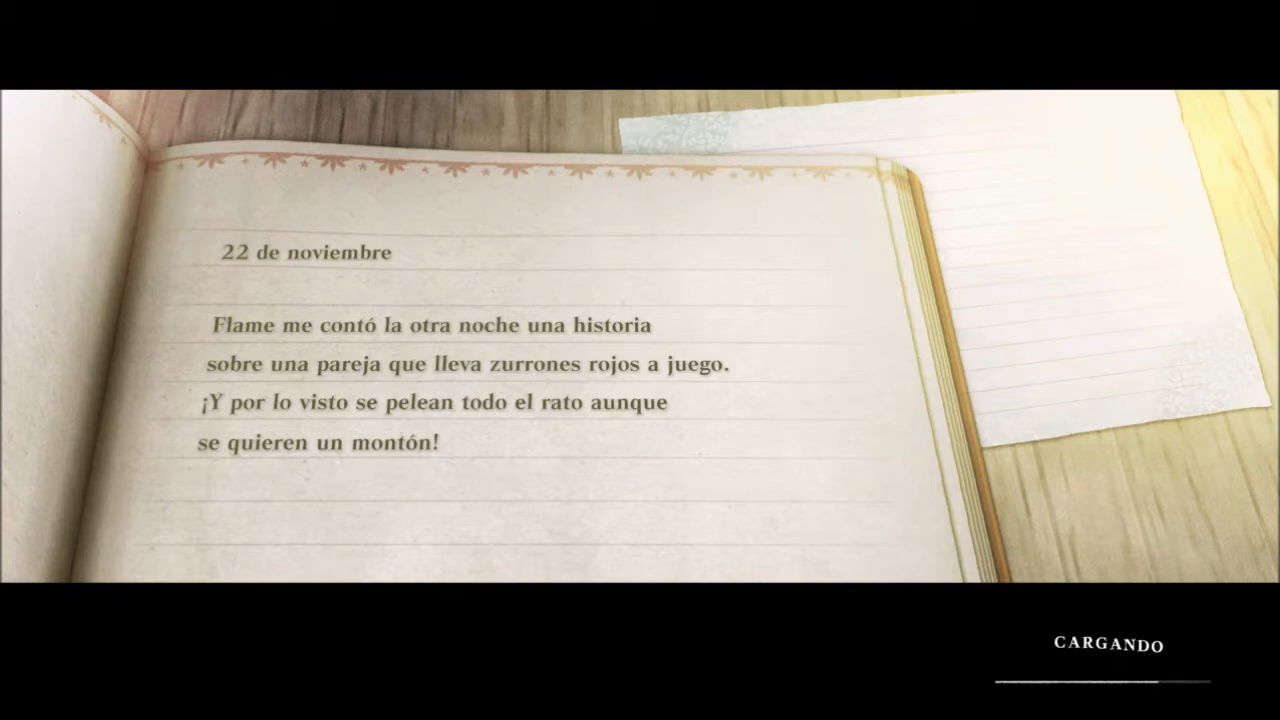 22 de noviembre
Flame me contó la otra noche una historia
sobre una pareja que lleva zurrones rojos a juego.
¡Y por lo visto se pelean todo el rato aunque
se quieren un montón!
CARGANDO